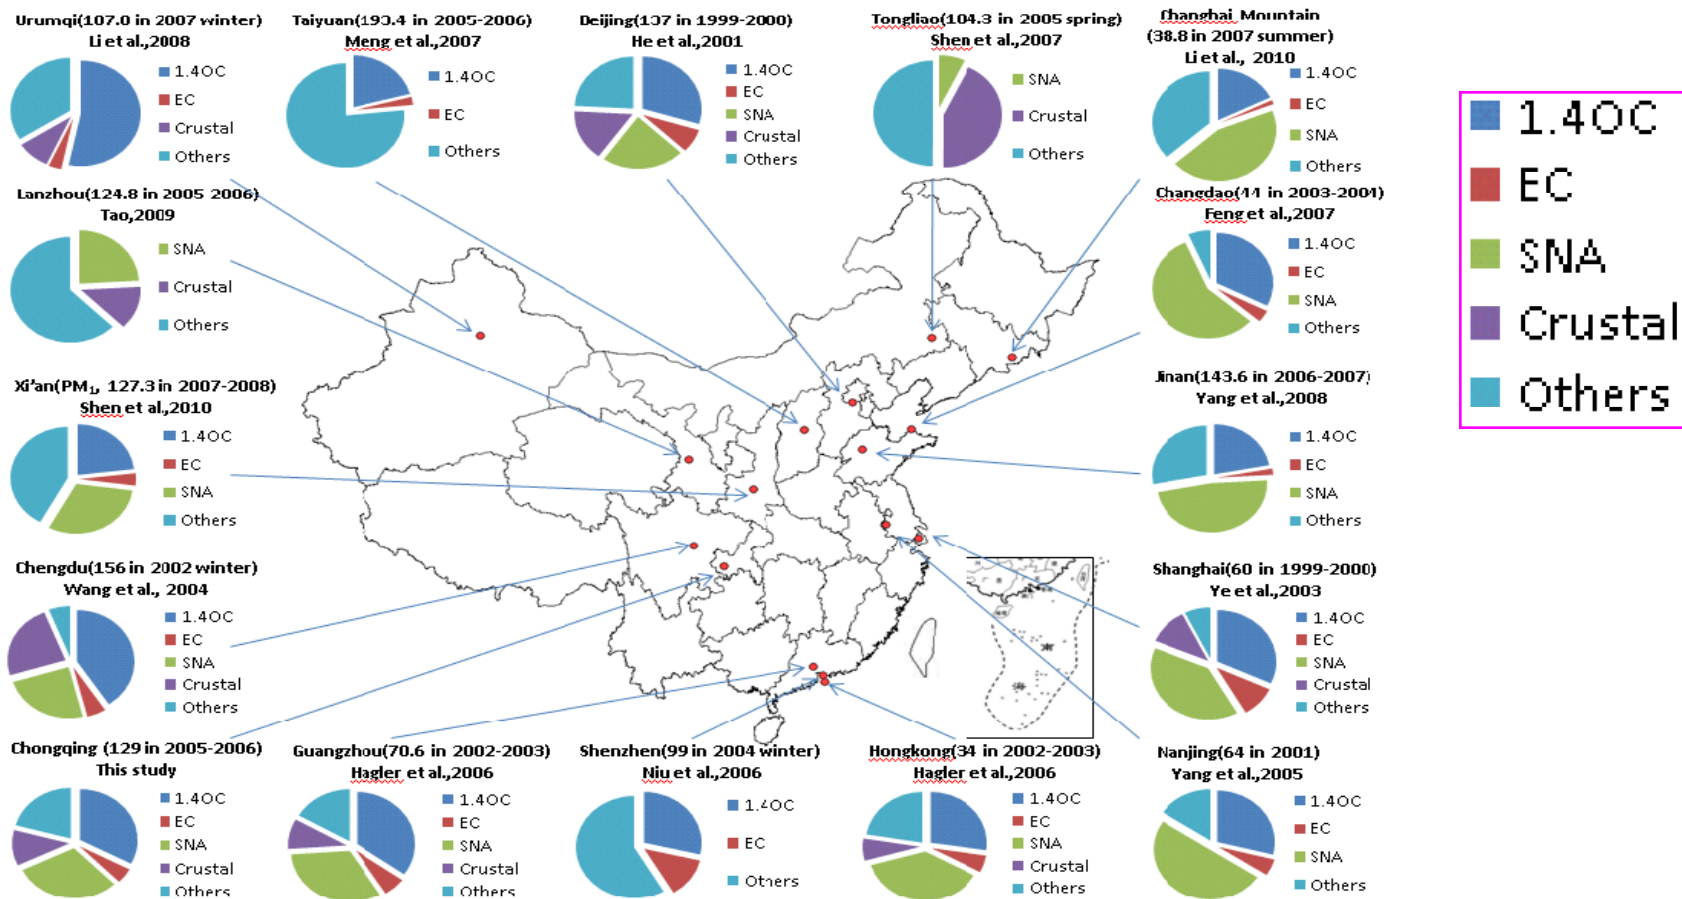 Urumqi(107.0 in 2007 winter)
Li et al.,2008
1.4OC
EC
Crustal
Others
Taiyuan(193.4 in 2005-2006)
Meng et al.,2007
1.4OC
EC
Others
Beijing(137 in 1999-2000)
He et al.,2001
1.4OC
EC
SNA
Crustal
Others
Tongliao(104.3 in 2005 spring)
Shen et al.,2007
SNA
Crustal
Others
Changbai Mountain
(38.8 in 2007 summer)
Li et al., 2010
1.4OC
EC
SNA
Others
1.4OC
EC
SNA
Crustal
Others
Lanzhou(124.8 in 2005-2006)
Tao,2009
SNA
Crustal
Others
Changdao(44 in 2003-2004)
Feng et al.,2007
1.4OC
EC
SNA
Others
Xi'an(PM₁, 127.3 in 2007-2008)
Shen et al.,2010
1.4OC
EC
SNA
Others
Jinan(143.6 in 2006-2007)
Yang et al.,2008
1.4OC
EC
SNA
Others
Chengdu(156 in 2002 winter)
Wang et al., 2004
1.4OC
EC
SNA
Crustal
Others
Shanghai(60 in 1999-2000)
Ye et al.,2003
1.4OC
EC
SNA
Crustal
Others
Chongqing (129 in 2005-2006)
This study
1.4OC
EC
SNA
Crustal
Others
Guangzhou(70.6 in 2002-2003)
Hagler et al.,2006
1.4OC
EC
SNA
Crustal
Others
Shenzhen(99 in 2004 winter)
Niu et al.,2006
1.4OC
EC
Others
Hongkong(34 in 2002-2003)
Hagler et al.,2006
1.4OC
EC
SNA
Crustal
Others
Nanjing(64 in 2001)
Yang et al.,2005
1.4OC
EC
SNA
Others